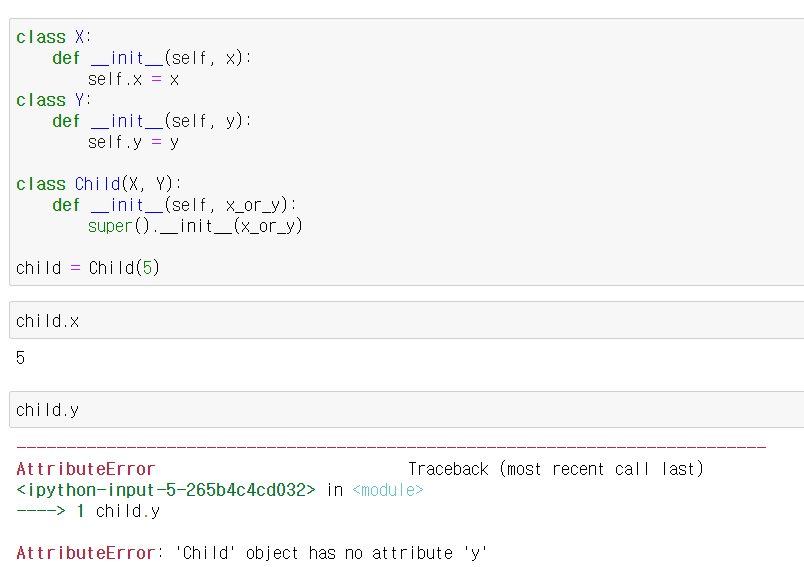 class X:
    def __init__(self, x):
        self.x = x
class Y:
    def __init__(self, y):
        self.y = y

class Child(X, Y):
    def __init__(self, x_or_y):
        super().__init__(x_or_y)

child = Child(5)
child.x
5
child.y
---------------------------------------------------------------------------
AttributeError                            Traceback (most recent call last)
<ipython-input-5-265b4c4cd032> in <module>
----> 1 child.y

AttributeError: 'Child' object has no attribute 'y'